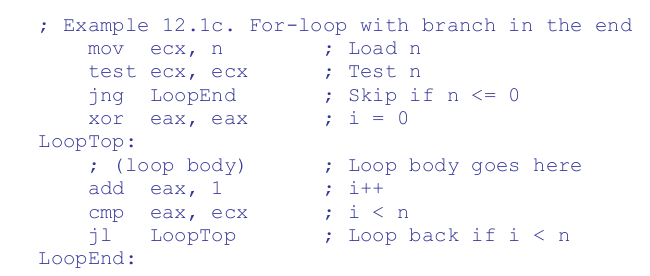 ; Example 12.1c. For-loop with branch in the end
    mov  ecx, n        ; Load n
    test ecx, ecx      ; Test n
    jng  LoopEnd       ; Skip if n <= 0
    xor  eax, eax      ; i = 0
LoopTop:
    ; (loop body)      ; Loop body goes here
    add  eax, 1        ; i++
    cmp  eax, ecx      ; i < n
    jl   LoopTop       ; Loop back if i < n
LoopEnd: